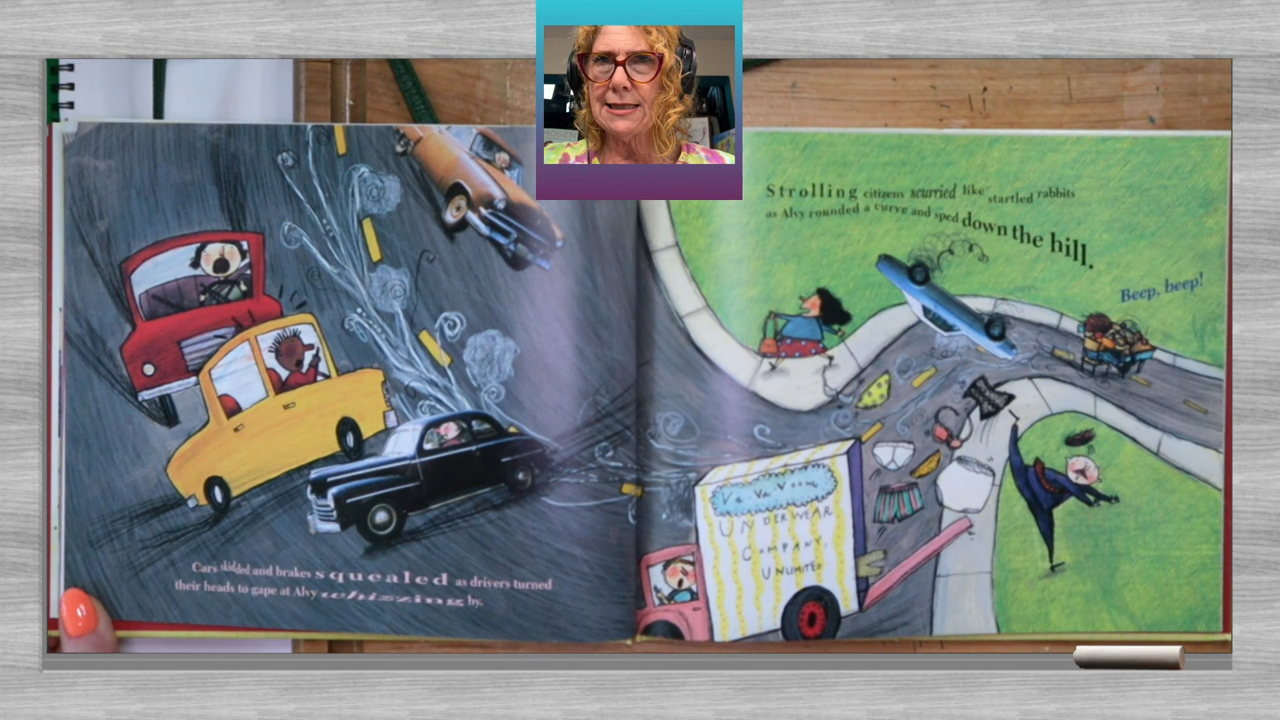 Cars skidded and brakes squealed as drivers turned
their heads to gape at Alvy whizzing by.
Strolling citizens scurried like startled rabbits
as Alvy rounded a curve and sped down the hill.
Beep, beep!
Va Va Voom
UNDERWEAR
COMPANY,
UNLIMITED